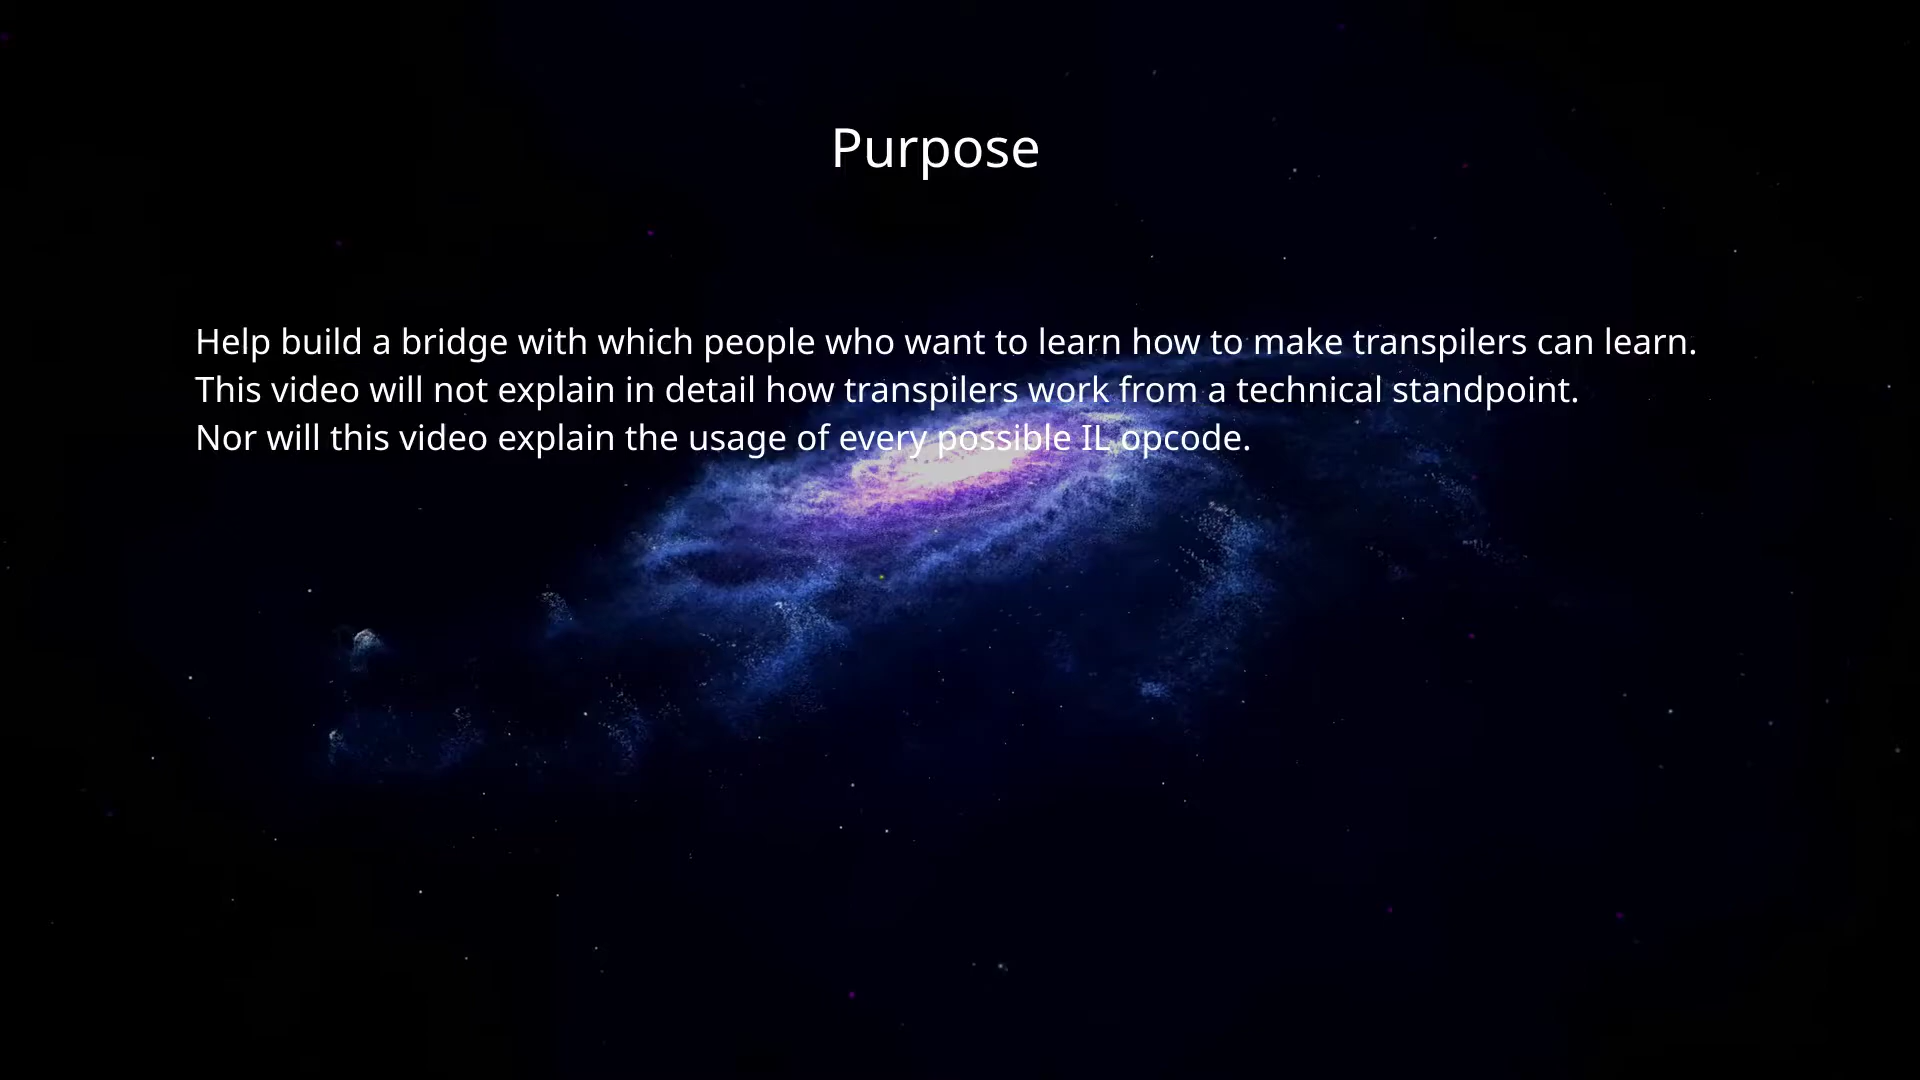 Purpose
Help build a bridge with which people who want to learn how to make transpilers can learn.
This video will not explain in detail how transpilers work from a technical standpoint.
Nor will this video explain the usage of every possible IL opcode.